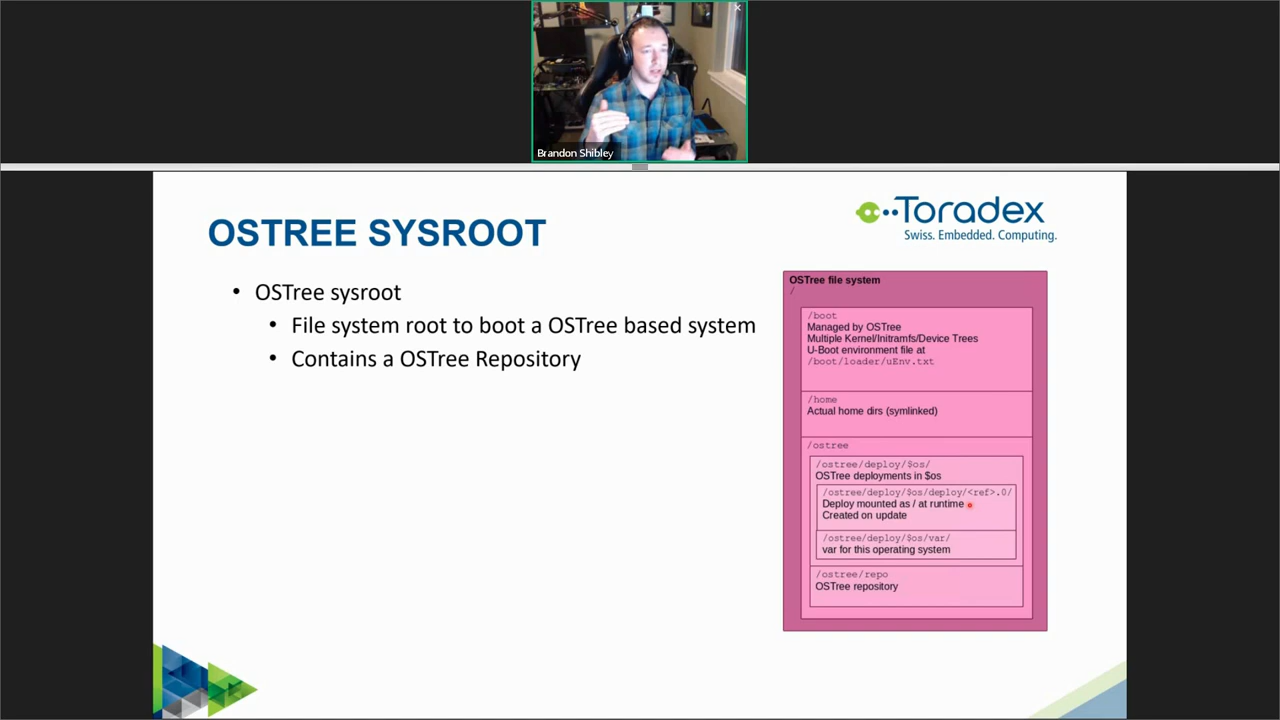 Brandon Shibley
OSTREE SYSROOT
Toradex
Swiss. Embedded. Computing.
• OSTree sysroot
• File system root to boot a OSTree based system
• Contains a OSTree Repository
OSTree file system
/
/boot
Managed by OSTree
Multiple Kernel/Initramfs/Device Trees
U-Boot environment file at
/boot/loader/uEnv.txt
/home
Actual home dirs (symlinked)
/ostree
/ostree/deploy/$os/
OSTree deployments in $os
/ostree/deploy/$os/deploy/<ref>.0/
Deploy mounted as / at runtime
Created on update
/ostree/deploy/$os/var/
var for this operating system
/ostree/repo
OSTree repository